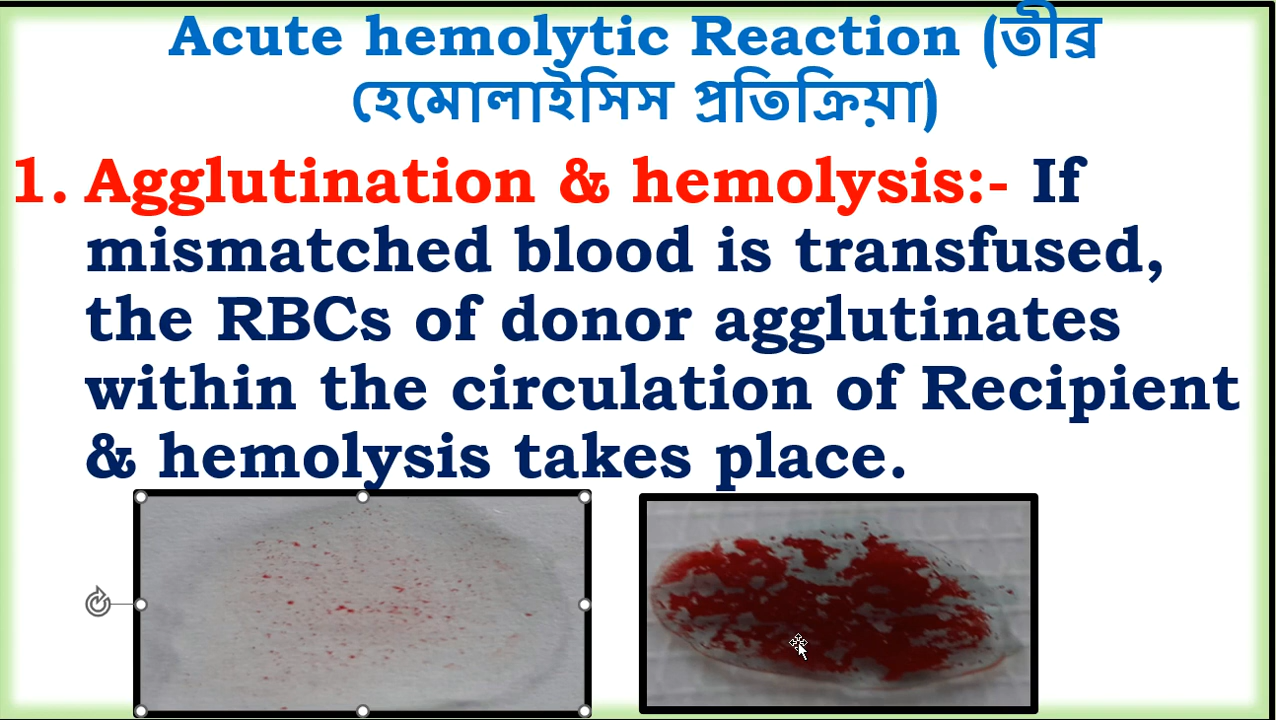 Acute hemolytic Reaction (তীব্র
হেমোলাইসিস প্রতিক্রিয়া)
1. Agglutination & hemolysis:- If
mismatched blood is transfused,
the RBCs of donor agglutinates
within the circulation of Recipient
& hemolysis takes place.